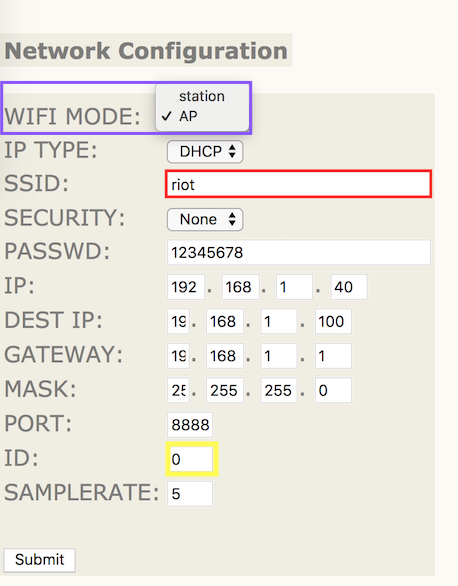 Network Configuration
station
WIFI MODE: ✓ AP
IP TYPE: DHCP
SSID: riot
SECURITY: None
PASSWD: 12345678
IP: 192 . 168 . 1 . 40
DEST IP: 19 . 168 . 1 . 100
GATEWAY: 19 . 168 . 1 . 1
MASK: 25 . 255 . 255 . 0
PORT: 8888
ID: 0
SAMPLERATE: 5
Submit